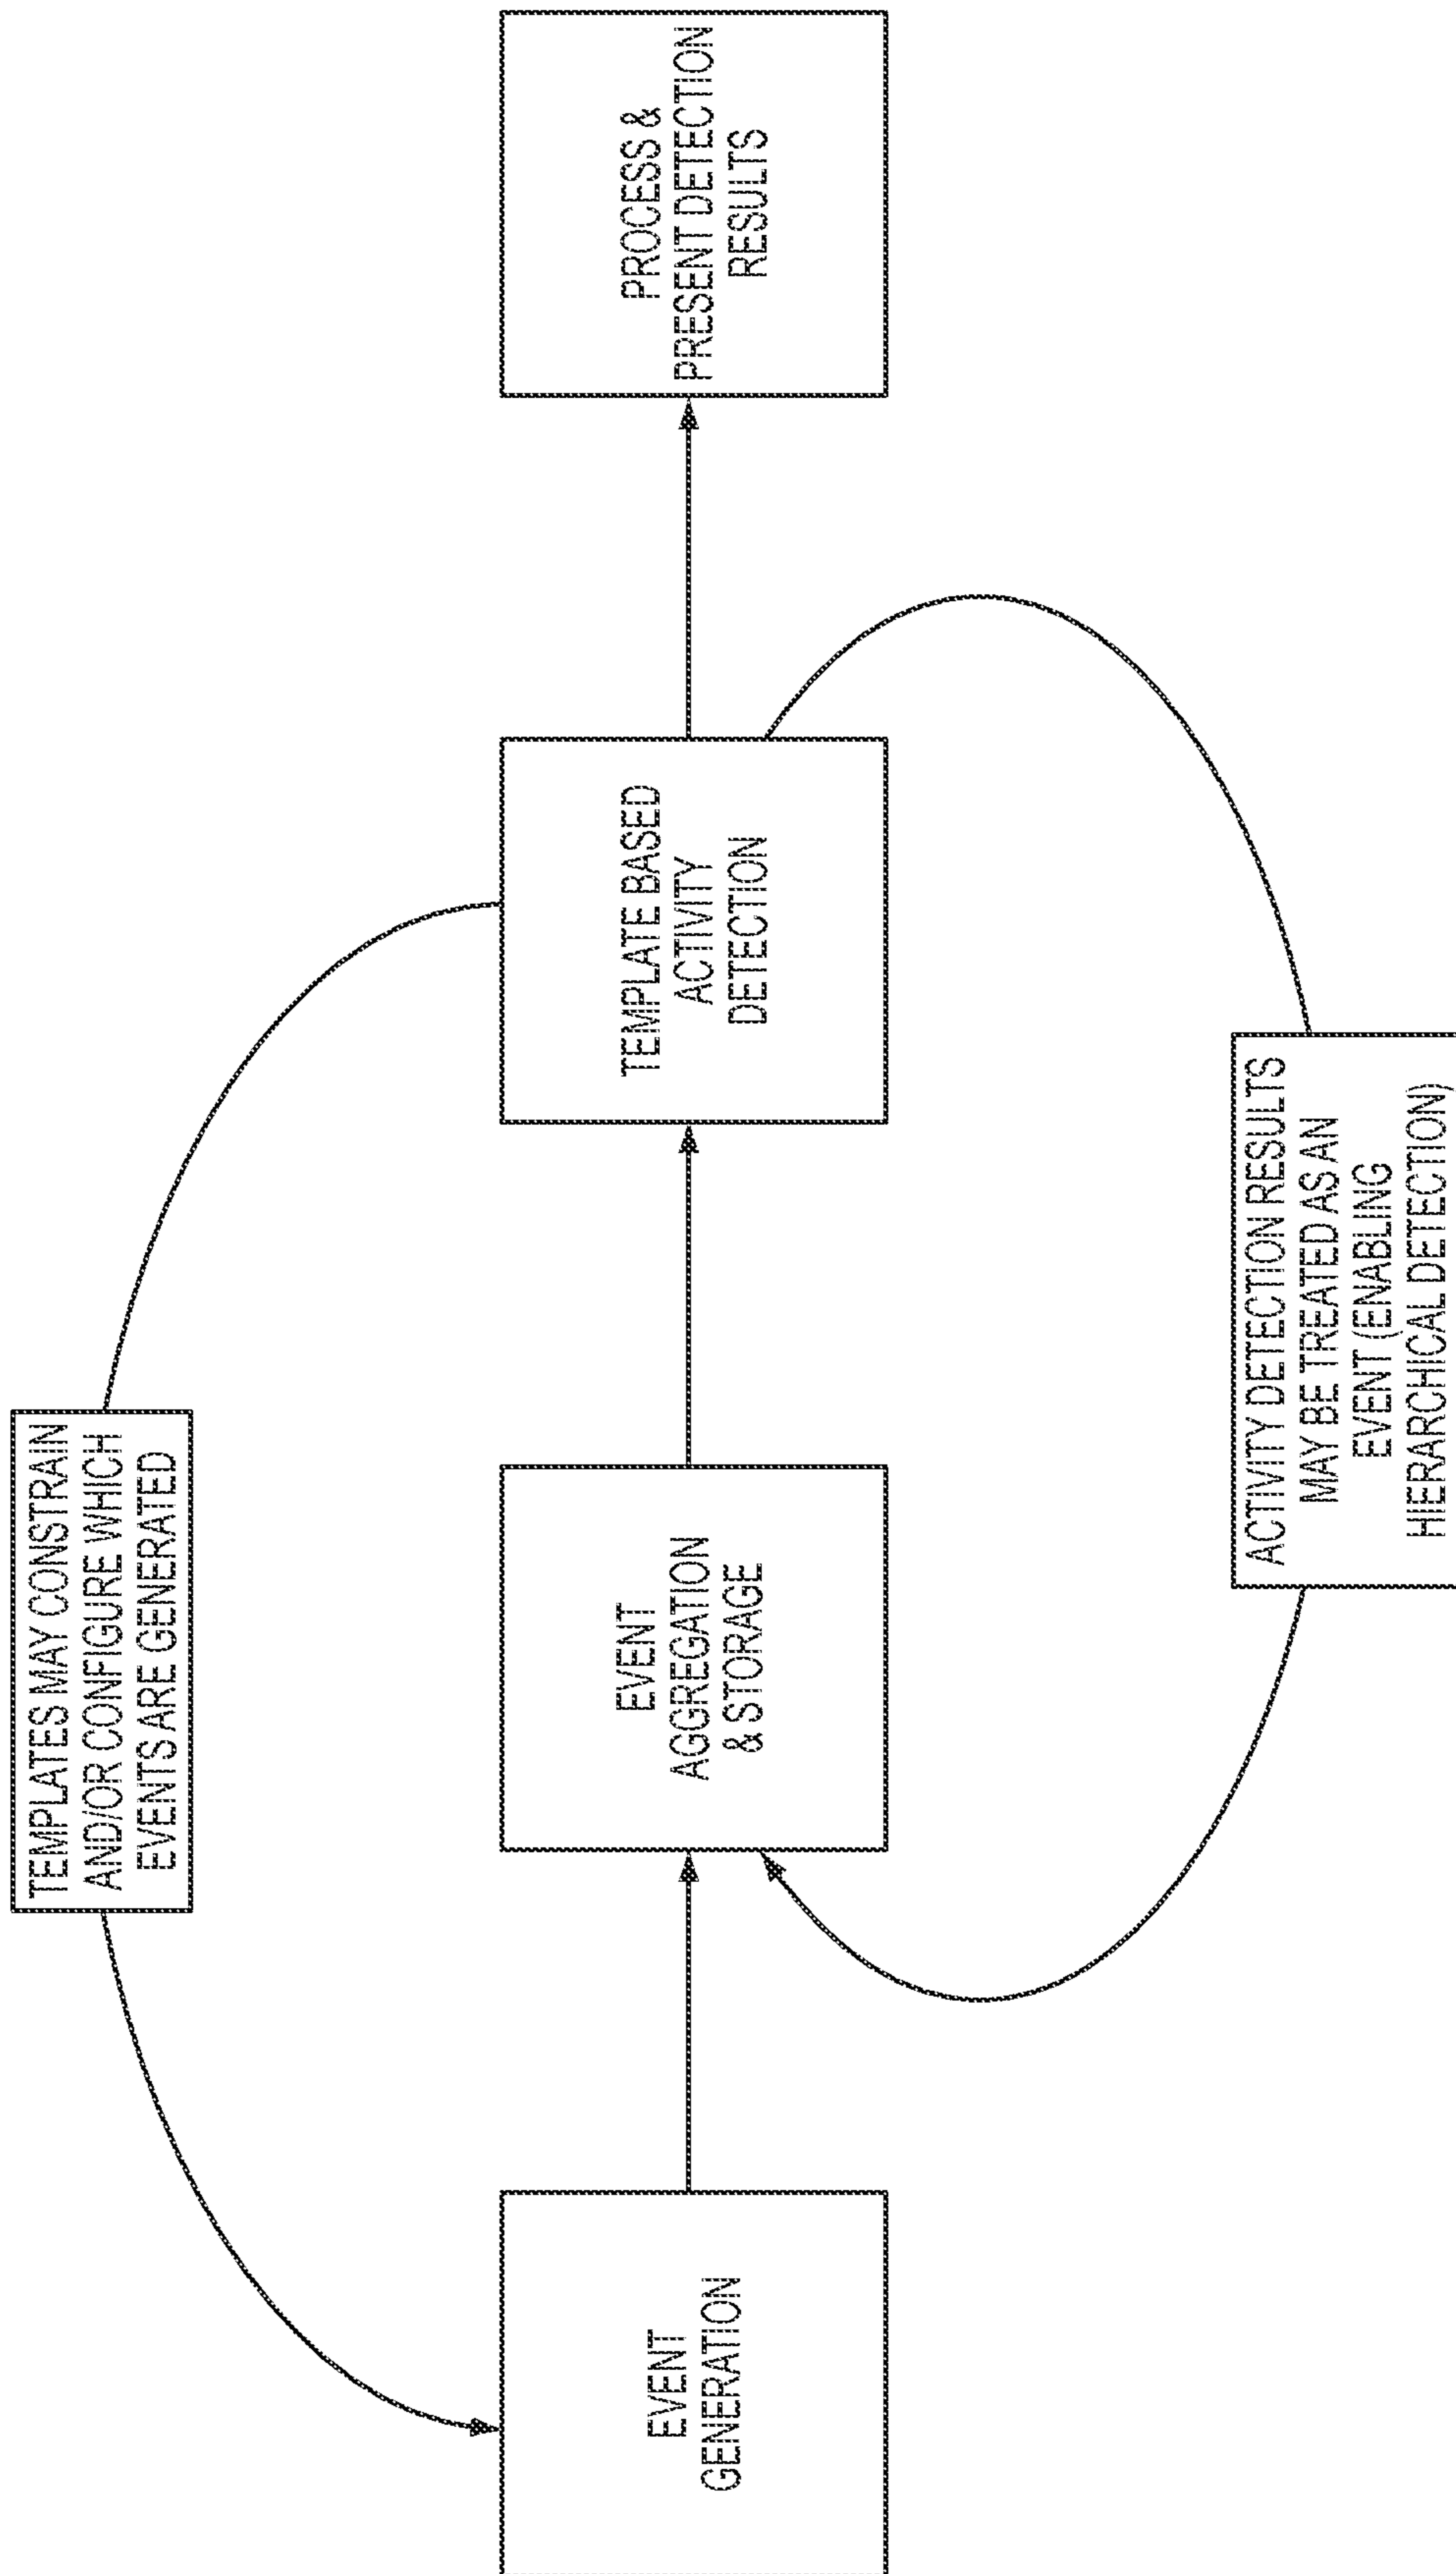 TEMPLATES MAY CONSTRAIN
AND/OR CONFIGURE WHICH
EVENTS ARE GENERATED
EVENT
GENERATION
EVENT
AGGREGATION
& STORAGE
TEMPLATE BASED
ACTIVITY
DETECTION
PROCESS &
PRESENT DETECTION
RESULTS
ACTIVITY DETECTION RESULTS
MAY BE TREATED AS AN
EVENT (ENABLING
HIERARCHICAL DETECTION)